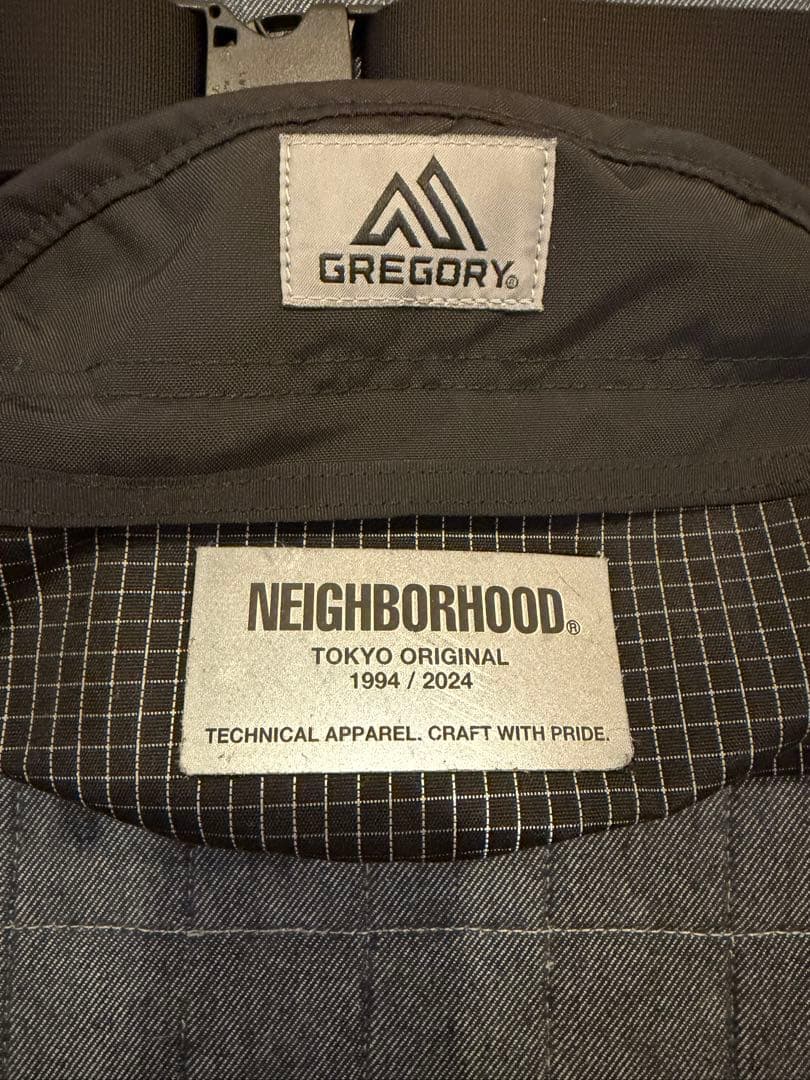 GREGORY®
NEIGHBORHOOD®
TOKYO ORIGINAL
1994 / 2024
TECHNICAL APPAREL. CRAFT WITH PRIDE.